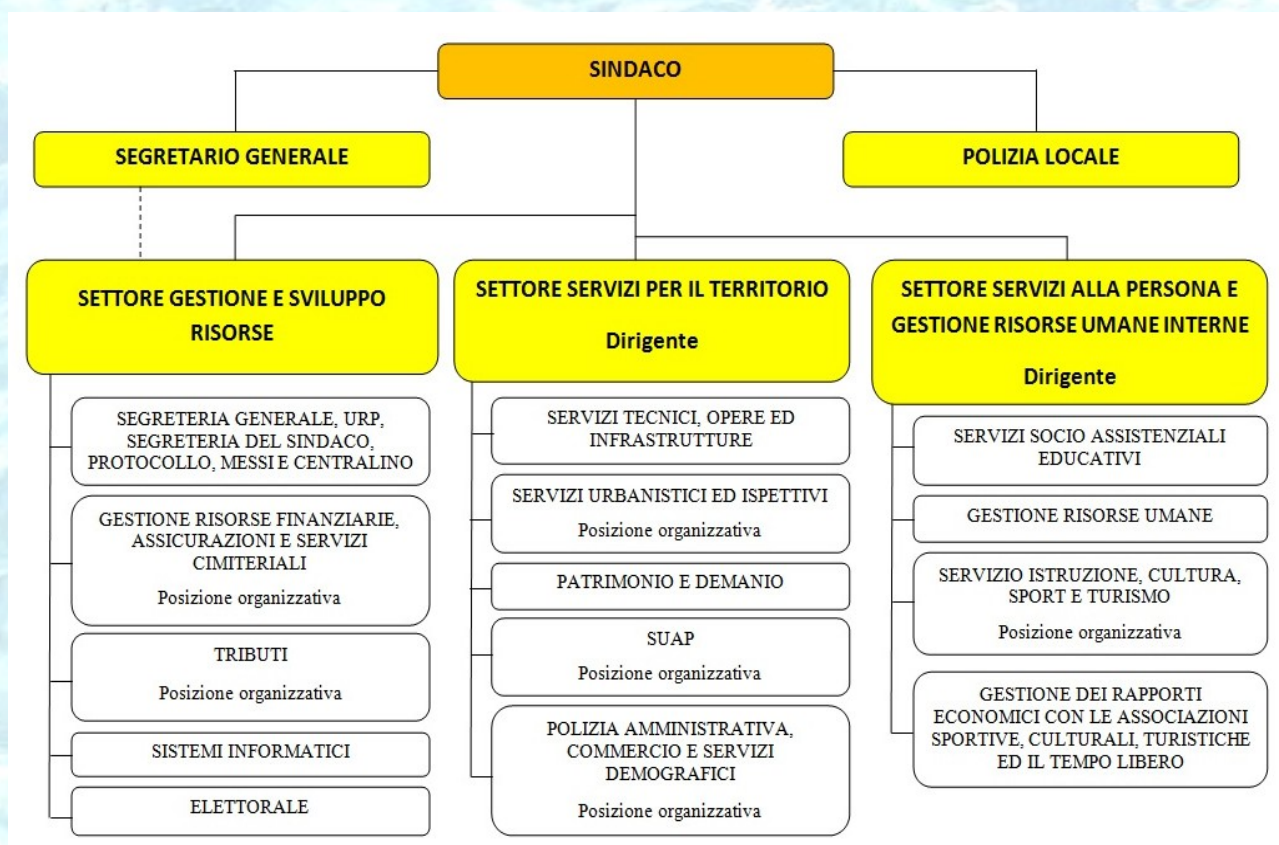 SINDACO
SEGRETARIO GENERALE
POLIZIA LOCALE
SETTORE GESTIONE E SVILUPPO
RISORSE
SEGRETERIA GENERALE, URP,
SEGRETERIA DEL SINDACO,
PROTOCOLLO, MESSI E CENTRALINO
GESTIONE RISORSE FINANZIARIE,
ASSICURAZIONI E SERVIZI
CIMITERIALI
Posizione organizzativa
TRIBUTI
Posizione organizzativa
SISTEMI INFORMATICI
ELETTORALE
SETTORE SERVIZI PER IL TERRITORIO
Dirigente
SERVIZI TECNICI, OPERE ED
INFRASTRUTTURE
SERVIZI URBANISTICI ED ISPETTIVI
Posizione organizzativa
PATRIMONIO E DEMANIO
SUAP
Posizione organizzativa
POLIZIA AMMINISTRATIVA,
COMMERCIO E SERVIZI
DEMOGRAFICI
Posizione organizzativa
SETTORE SERVIZI ALLA PERSONA E
GESTIONE RISORSE UMANE INTERNE
Dirigente
SERVIZI SOCIO ASSISTENZIALI
EDUCATIVI
GESTIONE RISORSE UMANE
SERVIZIO ISTRUZIONE, CULTURA,
SPORT E TURISMO
Posizione organizzativa
GESTIONE DEI RAPPORTI
ECONOMICI CON LE ASSOCIAZIONI
SPORTIVE, CULTURALI, TURISTICHE
ED IL TEMPO LIBERO